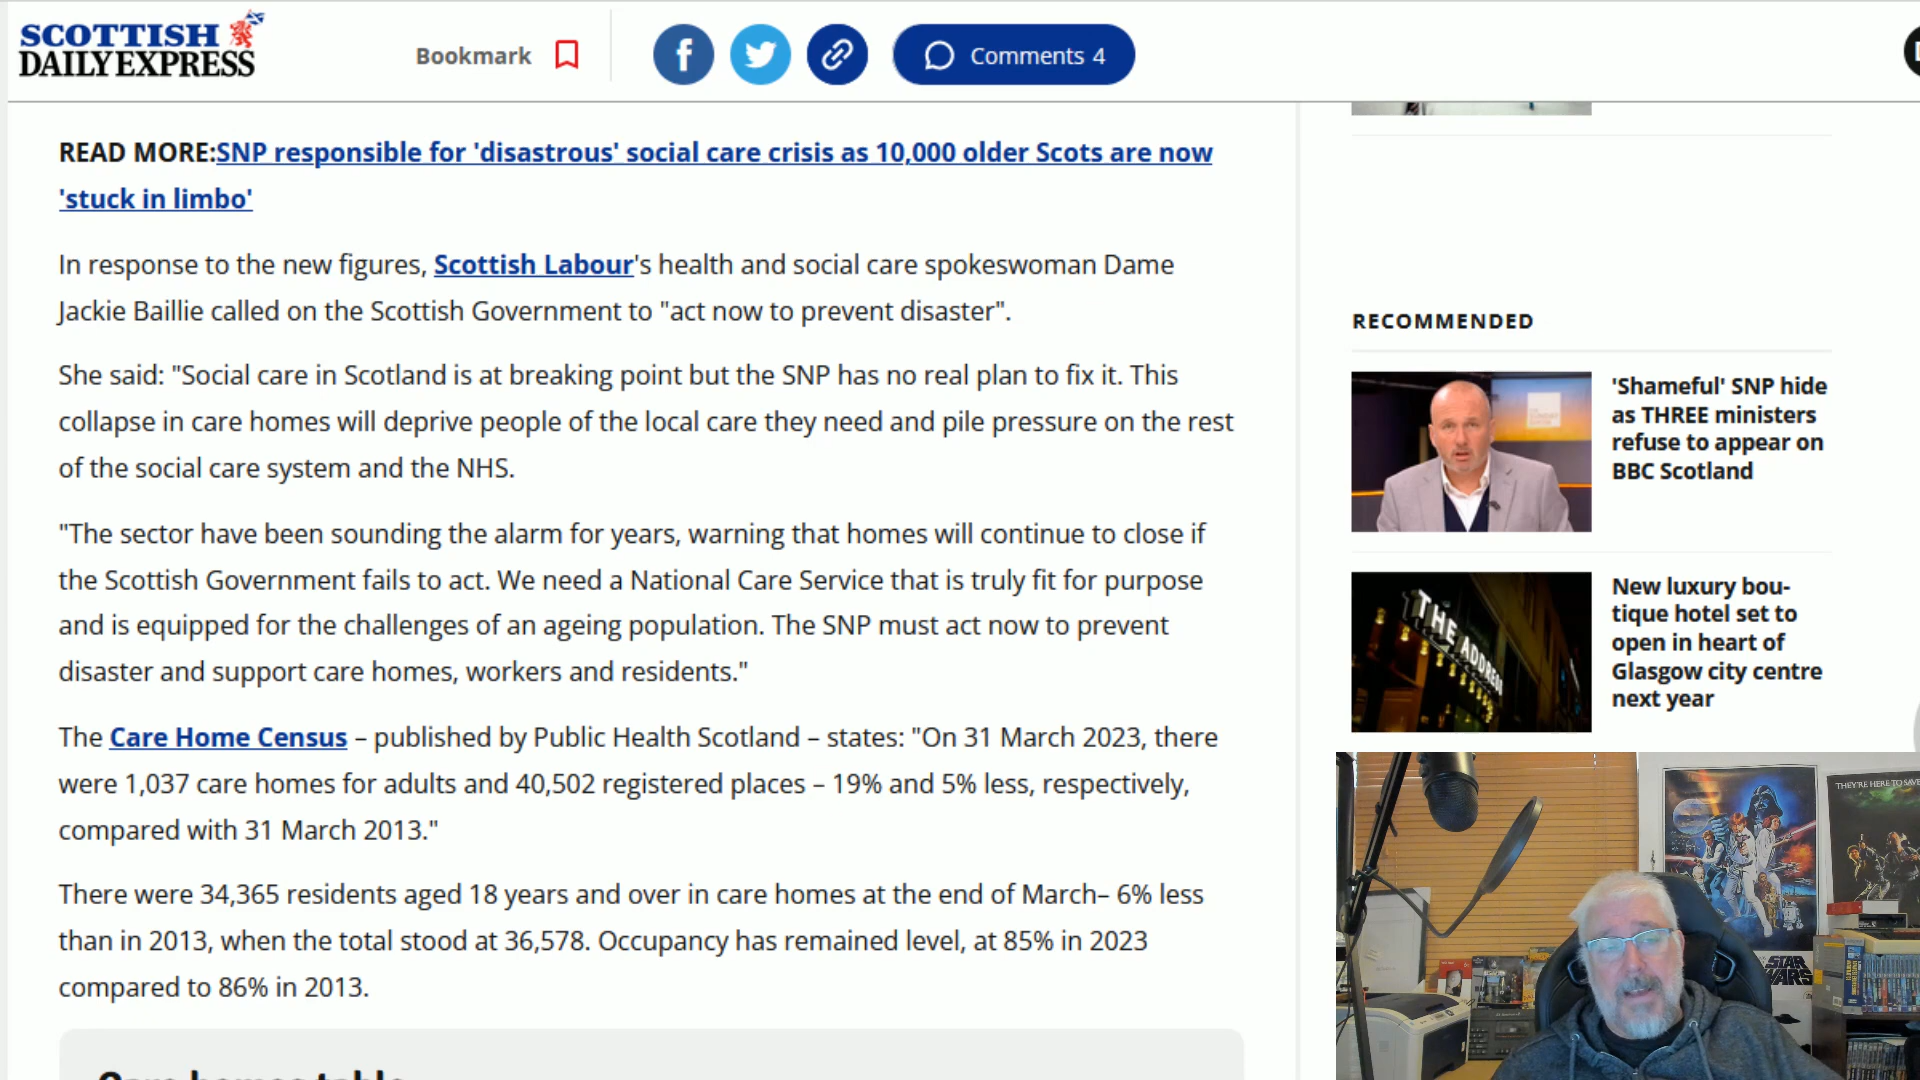 SCOTTISH
DAILY EXPRESS
Bookmark
Comments 4
READ MORE:SNP responsible for 'disastrous' social care crisis as 10,000 older Scots are now
'stuck in limbo'
In response to the new figures, Scottish Labour's health and social care spokeswoman Dame
Jackie Baillie called on the Scottish Government to "act now to prevent disaster".
She said: "Social care in Scotland is at breaking point but the SNP has no real plan to fix it. This
collapse in care homes will deprive people of the local care they need and pile pressure on the rest
of the social care system and the NHS.
"The sector have been sounding the alarm for years, warning that homes will continue to close if
the Scottish Government fails to act. We need a National Care Service that is truly fit for purpose
and is equipped for the challenges of an ageing population. The SNP must act now to prevent
disaster and support care homes, workers and residents."
The Care Home Census – published by Public Health Scotland – states: "On 31 March 2023, there
were 1,037 care homes for adults and 40,502 registered places – 19% and 5% less, respectively,
compared with 31 March 2013."
There were 34,365 residents aged 18 years and over in care homes at the end of March– 6% less
than in 2013, when the total stood at 36,578. Occupancy has remained level, at 85% in 2023
compared to 86% in 2013.
RECOMMENDED
'Shameful' SNP hide
as THREE ministers
refuse to appear on
BBC Scotland
THE ADDRESS
New luxury bou-
tique hotel set to
open in heart of
Glasgow city centre
next year
THEY'RE HERE TO SAVE
STAR
WARS